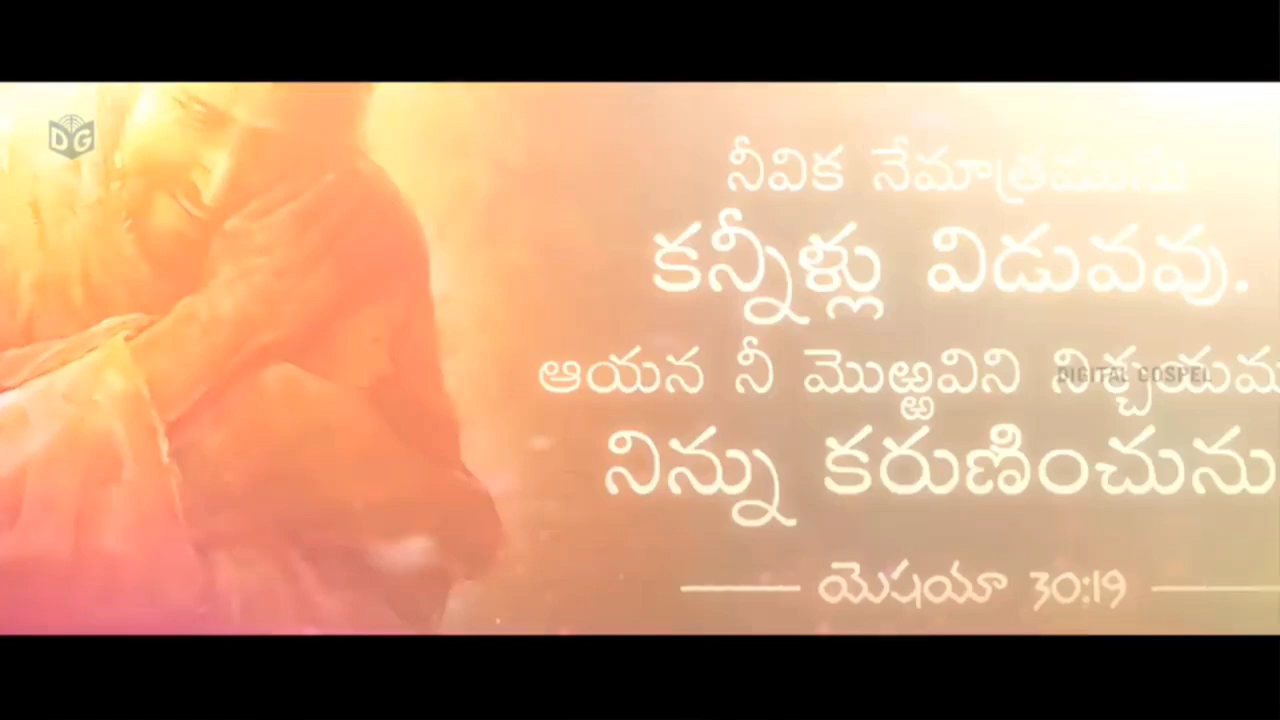 DG
నీవిక నేమాత్రమును
కన్నీళ్లు విడువవు.
ఆయన నీ మొఱ్ఱవిని
DIGITAL GOSPEL
నిన్ను కరుణించును
యెషయా 30:19